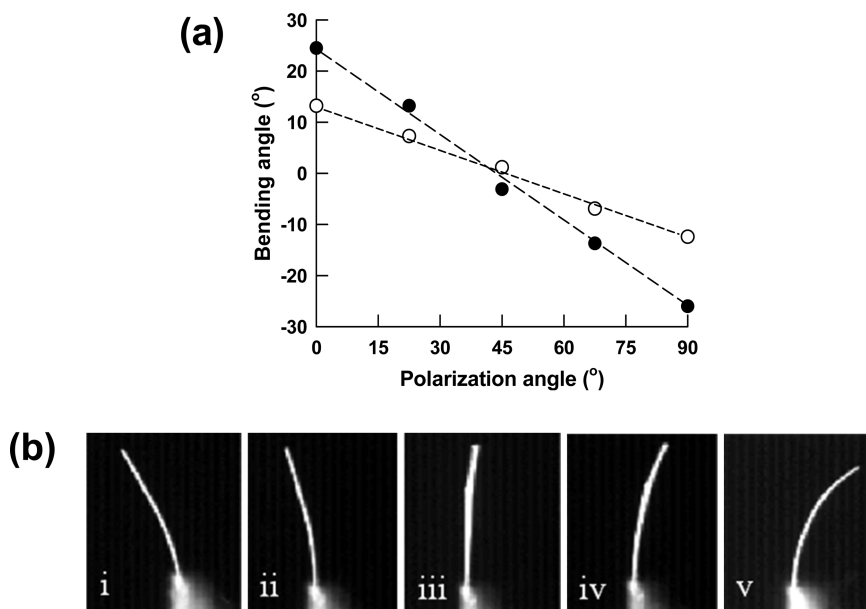 (a)
Bending angle (°)
30
20
10
0
-10
-20
-30
0 15 30 45 60 75 90
Polarization angle (°)
(b)
i ii iii iv v